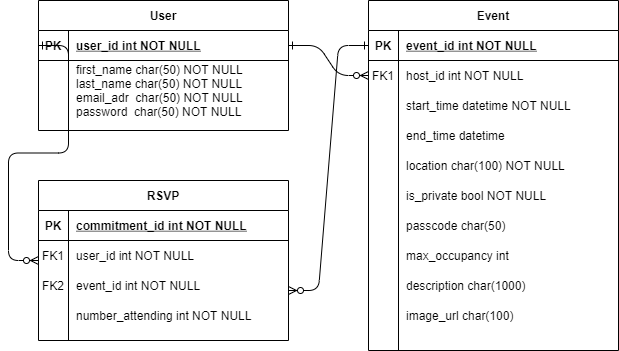 User
PK user_id int NOT NULL
first_name char(50) NOT NULL
last_name char(50) NOT NULL
email_adr  char(50) NOT NULL
password  char(50) NOT NULL
Event
PK event_id int NOT NULL
FK1 host_id int NOT NULL
start_time datetime NOT NULL
end_time datetime
location char(100) NOT NULL
is_private bool NOT NULL
passcode char(50)
max_occupancy int
description char(1000)
image_url char(100)
RSVP
PK commitment_id int NOT NULL
FK1 user_id int NOT NULL
FK2 event_id int NOT NULL
number_attending int NOT NULL